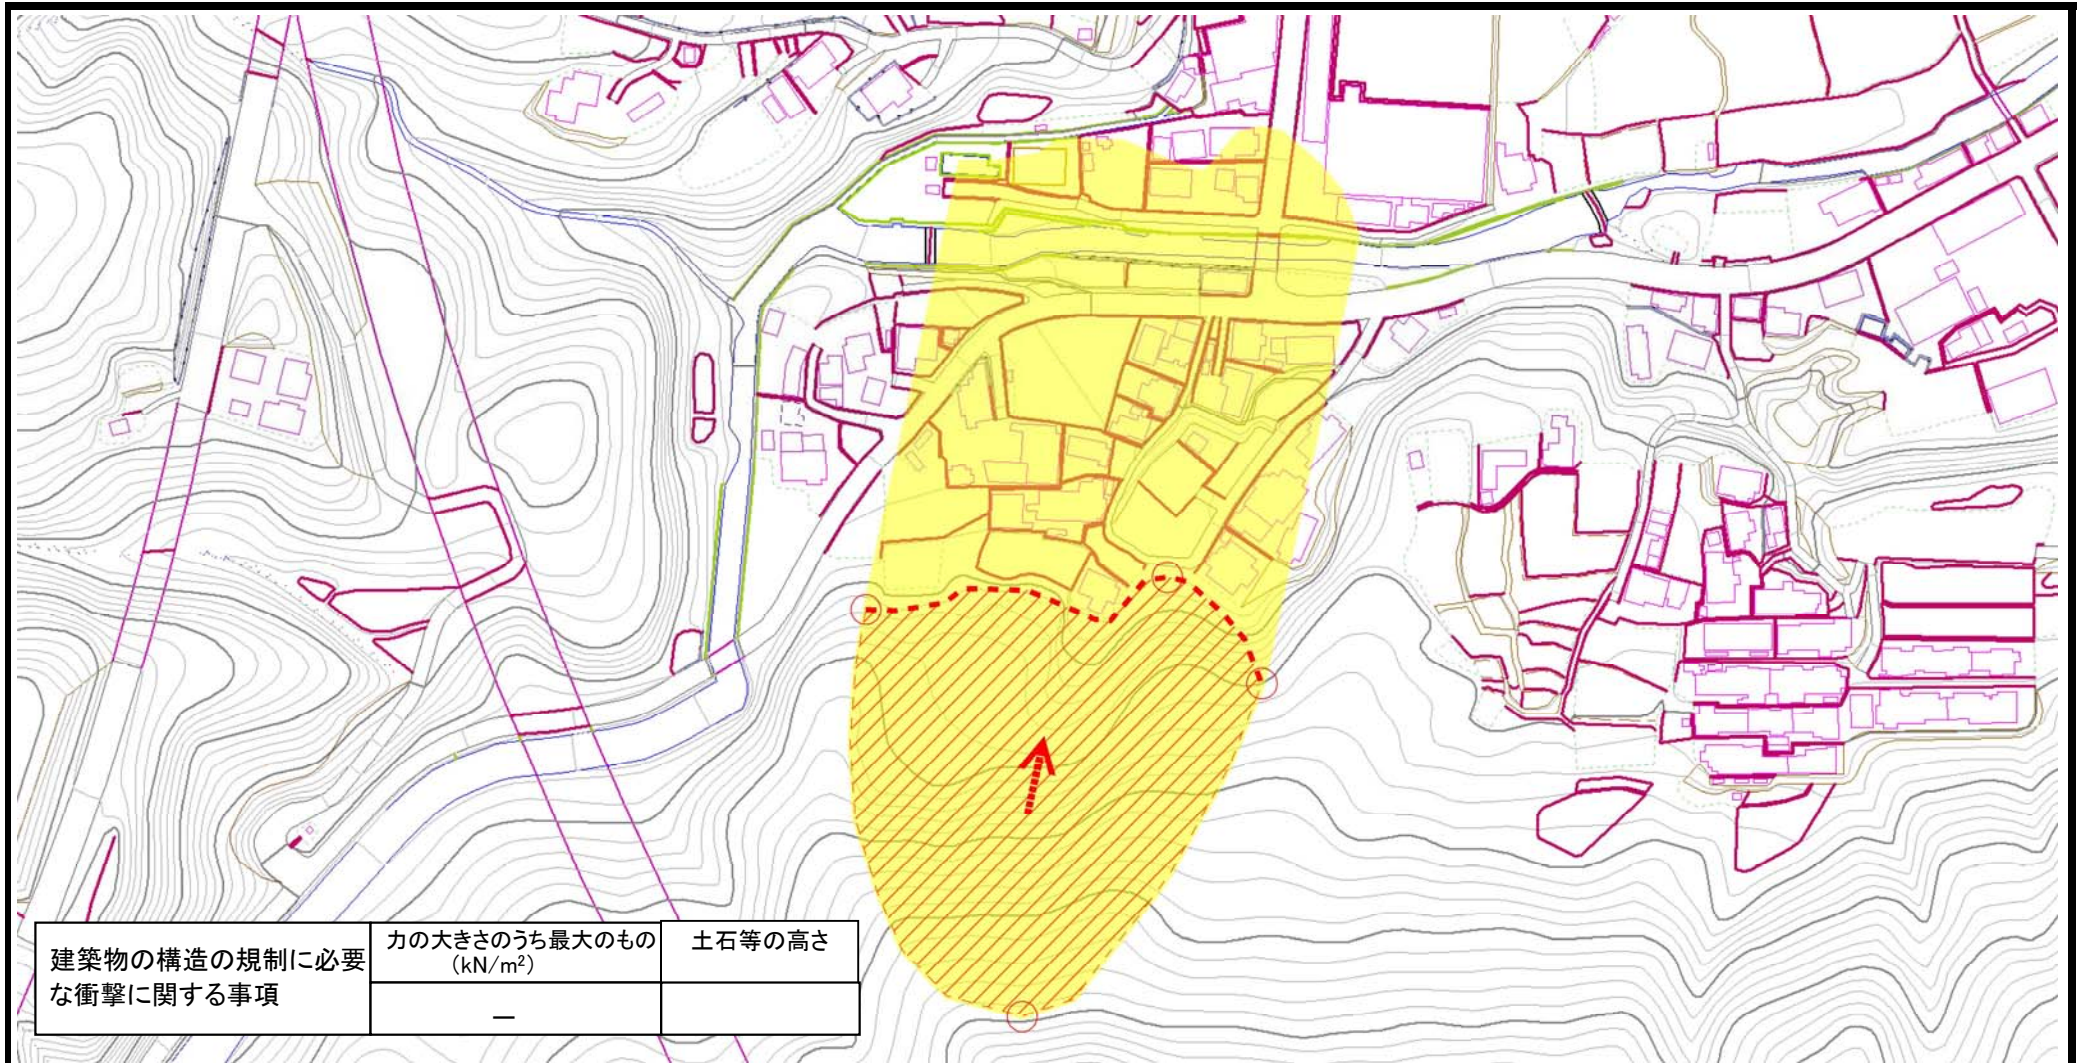 建築物の構造の規制に必要
な衝撃に関する事項
力の大きさのうち最大のもの
(kN/m²)
土石等の高さ
—